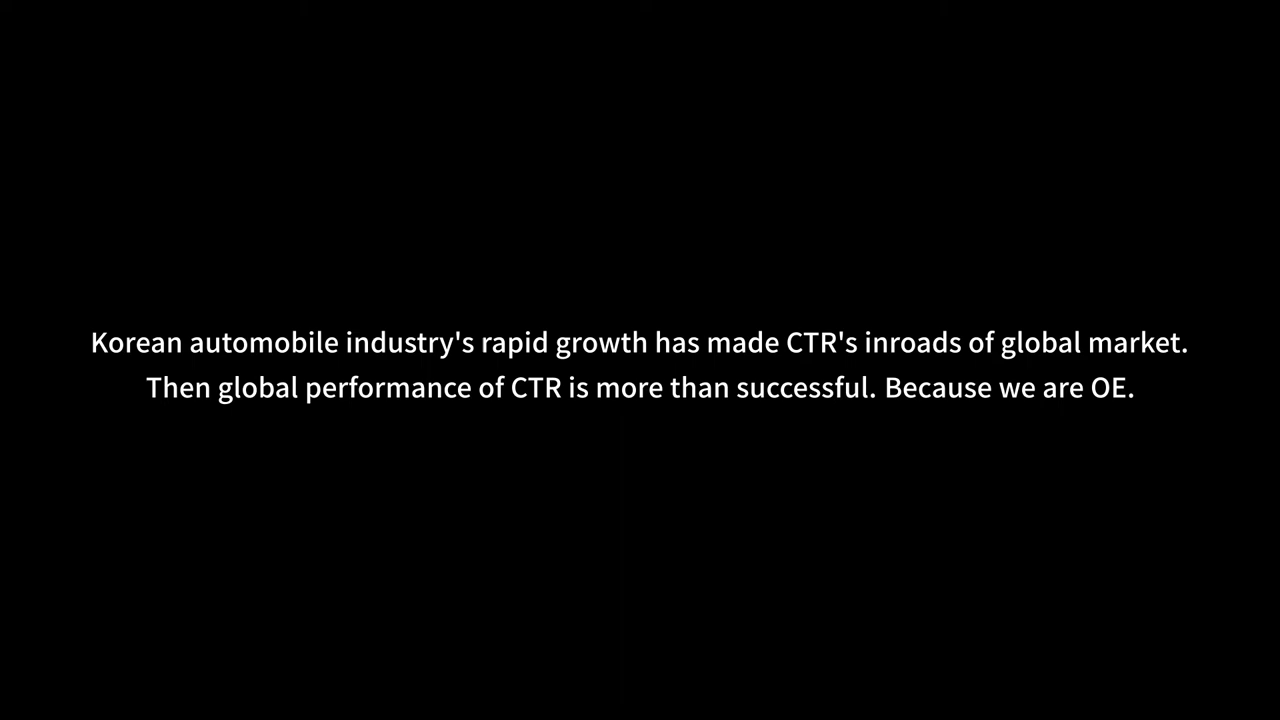 Korean automobile industry's rapid growth has made CTR's inroads of global market.
Then global performance of CTR is more than successful. Because we are OE.